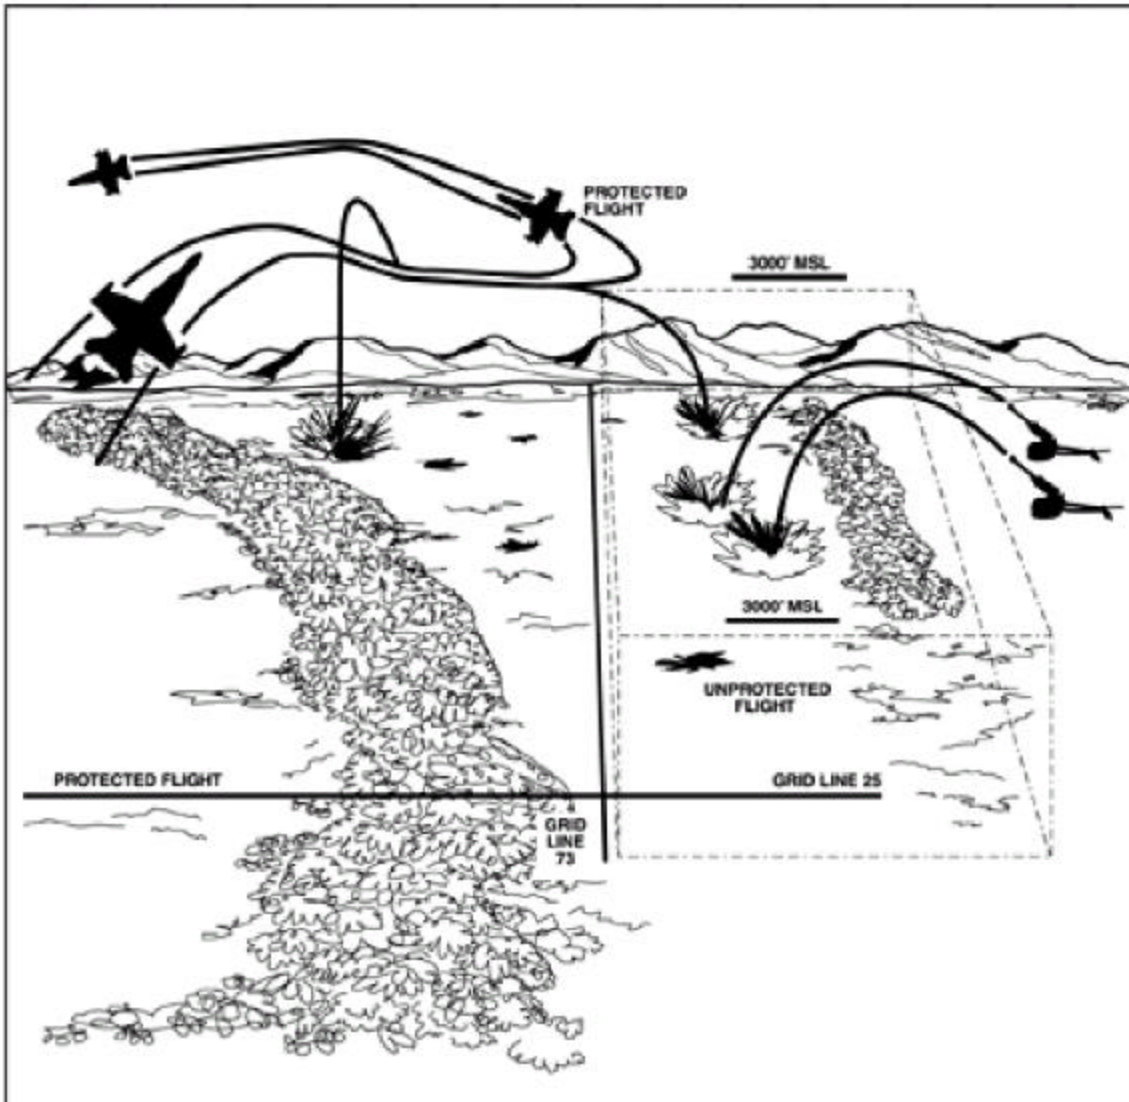 PROTECTED
FLIGHT
3000' MSL
3000' MSL
UNPROTECTED
FLIGHT
PROTECTED FLIGHT
GRID LINE 25
GRID
LINE
73